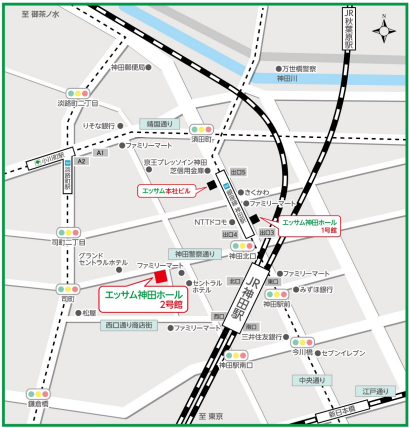 至 御茶ノ水
JR
秋葉原駅
N
神田郵便局
万世橋警察
神田川
淡路町二丁目
靖国通り
りそな銀行
須田町
ファミリーマート
小川町駅
A1
A2
淡路町駅
京王プレッソイン神田
芝信用金庫
出口5
エッサム本社ビル
きくかわ
ファミリーマート
NTTドコモ
エッサム神田ホール
1号館
出口4
出口3
司町二丁目
神田警察通り
神田北口
グランド
セントラルホテル
ファミリーマート
北口
東口
ファミリーマート
セントラル
ホテル
みずほ銀行
司町
エッサム神田ホール
2号館
JR
神田駅
神田駅前
松屋
西口
西口通り商店街
ファミリーマート
南口
三井住友銀行
今川橋
セブンイレブン
神田駅南口
中央通り
江戸通り
鎌倉橋
新日本橋
至 東京